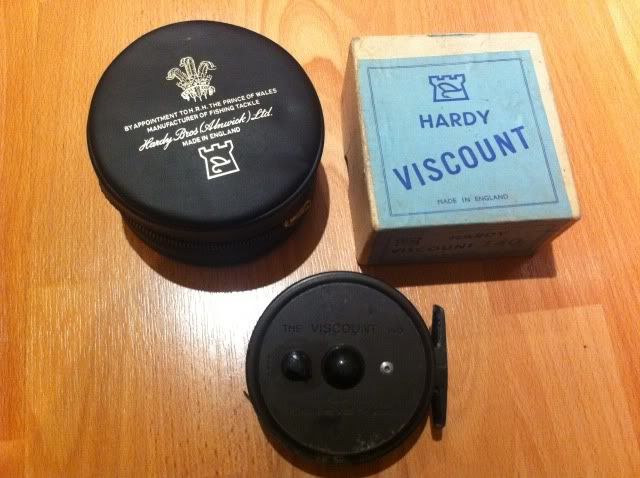 BY APPOINTMENT TO H.R.H. THE PRINCE OF WALES
MANUFACTURER OF FISHING TACKLE
Hardy Bros (Alnwick) Ltd.
MADE IN ENGLAND
HARDY
VISCOUNT
MADE IN ENGLAND
HARDY
VISCOUNT 140
THE VISCOUNT 140